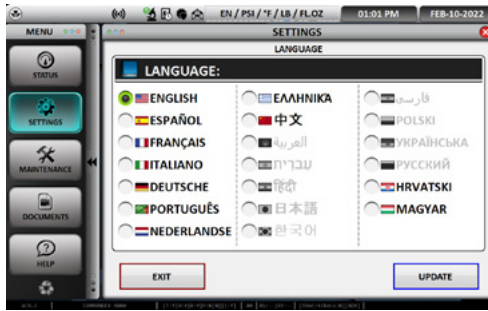 EN / PSI / °F / LB / FL.OZ
01:01 PM
FEB-10-2022
MENU
SETTINGS
LANGUAGE
STATUS
SETTINGS
MAINTENANCE
DOCUMENTS
HELP
LANGUAGE:
ENGLISH
ESPAÑOL
FRANÇAIS
ITALIANO
DEUTSCHE
PORTUGUÊS
NEDERLANDSE
ΕΛΛΗΝΙΚΆ
中文
العربية
עברית
हिंदी
日本語
한국어
فارسی
POLSKI
УКРАЇНСЬКА
РУССКИЙ
HRVATSKI
MAGYAR
EXIT
UPDATE